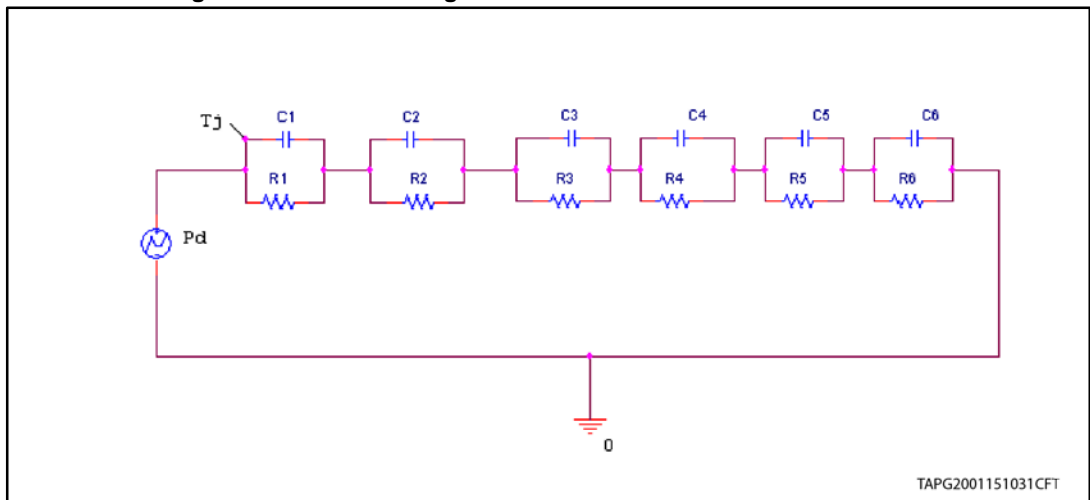 Tj C1 C2 C3 C4 C5 C6
R1 R2 R3 R4 R5 R6
Pd
0
TAPG2001151031CFT